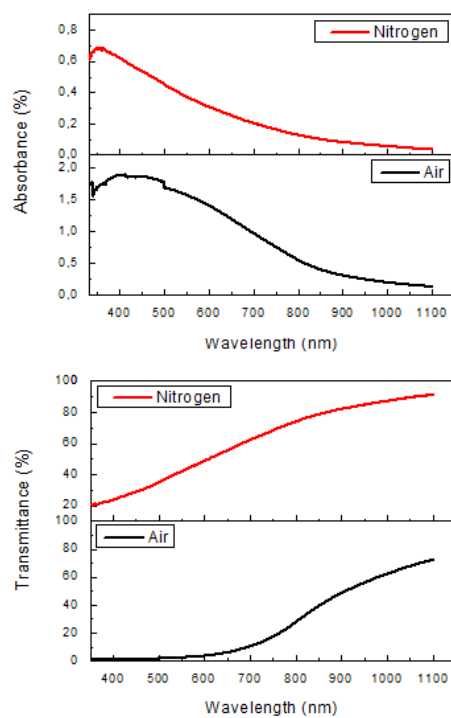 Absorbance (%)
0,8
0,6
0,4
0,2
0,0
Nitrogen
2,0
1,5
1,0
0,5
0,0
Air
400 500 600 700 800 900 1000 1100
Wavelength (nm)
Transmittance (%)
100
80
60
40
20
Nitrogen
100
80
60
40
20
0
Air
400 500 600 700 800 900 1000 1100
Wavelength (nm)